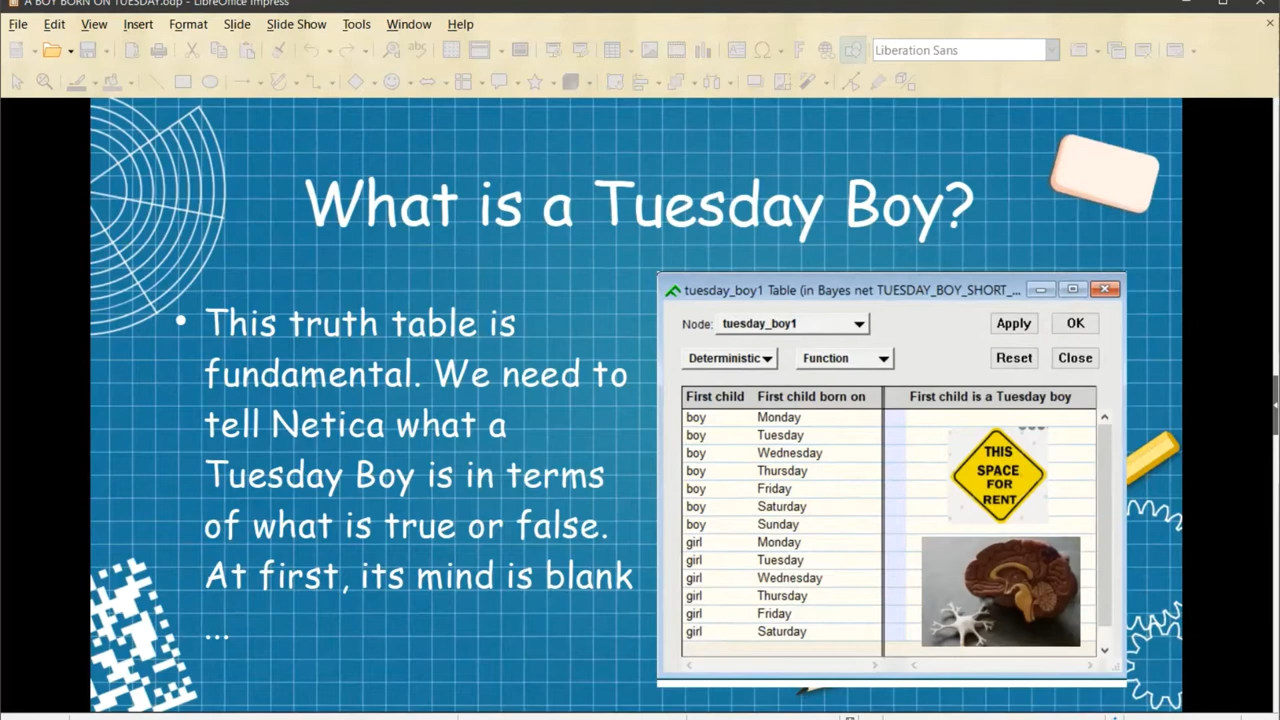 A BOY BORN ON TUESDAY.odp - LibreOffice Impress
File Edit View Insert Format Slide Slide Show Tools Window Help
Liberation Sans
What is a Tuesday Boy?
• This truth table is
fundamental. We need to
tell Netica what a
Tuesday Boy is in terms
of what is true or false.
At first, its mind is blank
...
tuesday_boy1 Table (in Bayes net TUESDAY_BOY_SHORT_...
Node: tuesday_boy1 Apply OK
Deterministic Function Reset Close
First child First child born on First child is a Tuesday boy
boy Monday
boy Tuesday
boy Wednesday
boy Thursday
boy Friday
boy Saturday
boy Sunday
girl Monday
girl Tuesday
girl Wednesday
girl Thursday
girl Friday
girl Saturday
THIS
SPACE
FOR
RENT